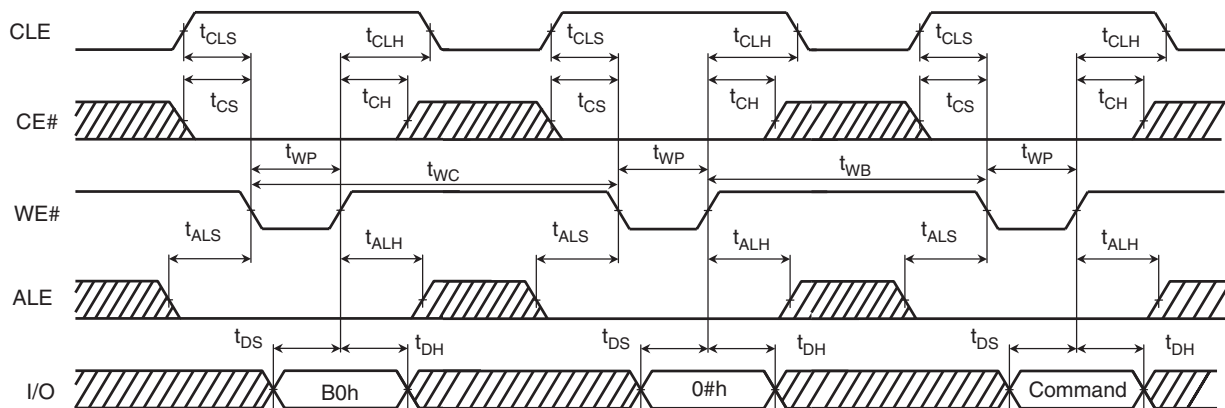 CLE
tCLS tCLH tCLS tCLH tCLS tCLH
tCS tCH tCS tCH tCS tCH
CE#
tWP tWC tWP tWB tWP
WE#
tALS tALH tALS tALH tALS tALH
ALE
tDS tDH tDS tDH tDS tDH
I/O B0h 0#h Command